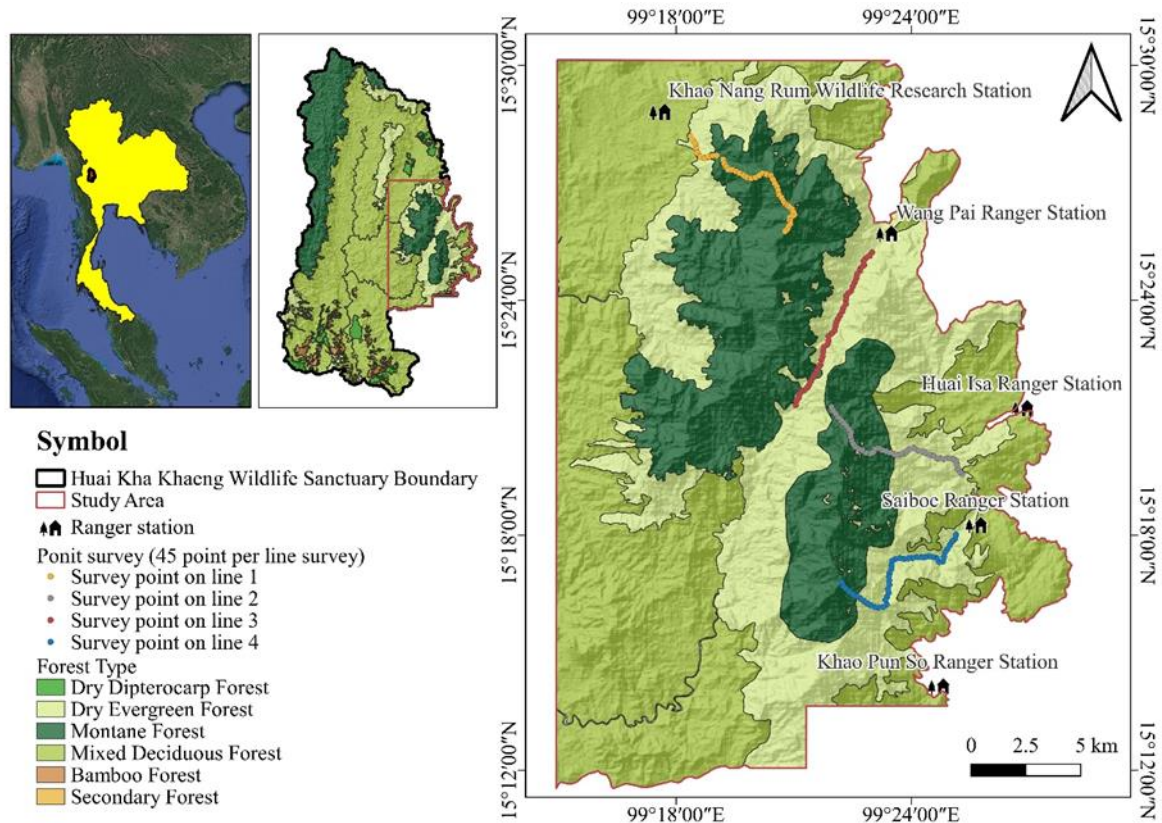 99°18′00″E
99°24′00″E
15°30′00″N
15°30′00″N
Khao Nang Rum Wildlife Research Station
Wang Pai Ranger Station
15°24′00″N
15°24′00″N
Huai Isa Ranger Station
Saiboe Ranger Station
15°18′00″N
15°18′00″N
Khao Pun So Ranger Station
0 2.5 5 km
15°12′00″N
15°12′00″N
99°18′00″E
99°24′00″E
Symbol
Huai Kha Khaeng Wildlife Sanctuary Boundary
Study Area
Ranger station
Ponit survey (45 point per line survey)
Survey point on line 1
Survey point on line 2
Survey point on line 3
Survey point on line 4
Forest Type
Dry Dipterocarp Forest
Dry Evergreen Forest
Montane Forest
Mixed Deciduous Forest
Bamboo Forest
Secondary Forest